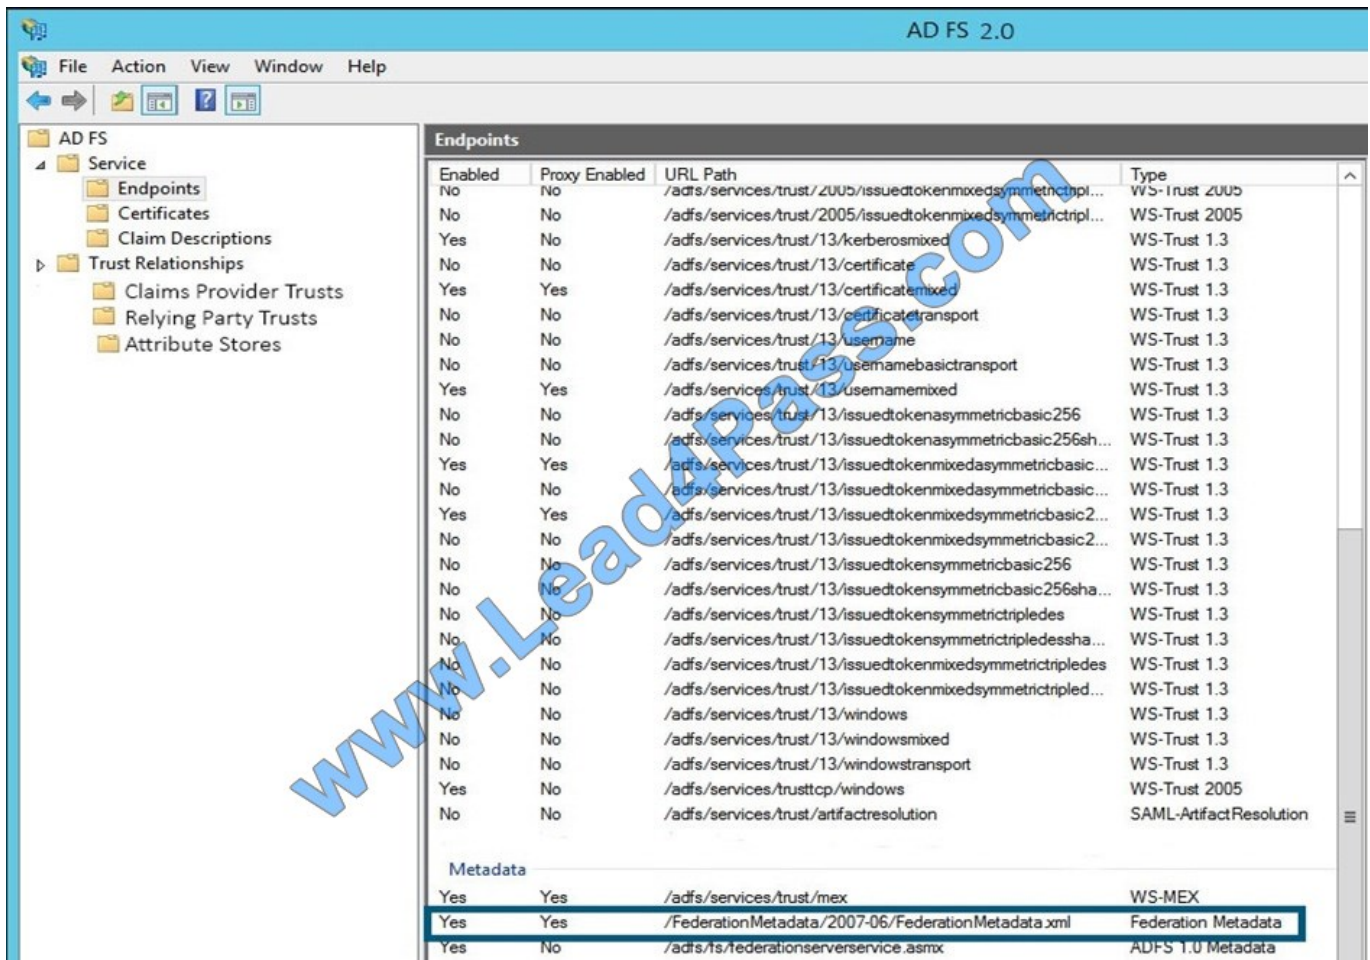 AD FS 2.0
File Action View Window Help
AD FS
Service
Endpoints
Certificates
Claim Descriptions
Trust Relationships
Claims Provider Trusts
Relying Party Trusts
Attribute Stores
Endpoints
Enabled Proxy Enabled URL Path Type
No No /adfs/services/trust/2005/issuedtokenmixedsymmetrictripl... WS-Trust 2005
No No /adfs/services/trust/2005/issuedtokenmixedsymmetrictripl... WS-Trust 2005
Yes No /adfs/services/trust/13/kerberosmixed WS-Trust 1.3
No No /adfs/services/trust/13/certificate WS-Trust 1.3
Yes Yes /adfs/services/trust/13/certificatemixed WS-Trust 1.3
No No /adfs/services/trust/13/certificatetransport WS-Trust 1.3
No No /adfs/services/trust/13/username WS-Trust 1.3
No No /adfs/services/trust/13/usernamebasictransport WS-Trust 1.3
Yes Yes /adfs/services/trust/13/usernamemixed WS-Trust 1.3
No No /adfs/services/trust/13/issuedtokenasymmetricbasic256 WS-Trust 1.3
No No /adfs/services/trust/13/issuedtokenasymmetricbasic256sh... WS-Trust 1.3
Yes Yes /adfs/services/trust/13/issuedtokenmixedasymmetricbasic... WS-Trust 1.3
No No /adfs/services/trust/13/issuedtokenmixedasymmetricbasic... WS-Trust 1.3
Yes Yes /adfs/services/trust/13/issuedtokenmixedsymmetricbasic2... WS-Trust 1.3
No No /adfs/services/trust/13/issuedtokenmixedsymmetricbasic2... WS-Trust 1.3
No No /adfs/services/trust/13/issuedtokensymmetricbasic256 WS-Trust 1.3
No No /adfs/services/trust/13/issuedtokensymmetricbasic256sha... WS-Trust 1.3
No No /adfs/services/trust/13/issuedtokensymmetrictripledes WS-Trust 1.3
No No /adfs/services/trust/13/issuedtokensymmetrictripledessha... WS-Trust 1.3
No No /adfs/services/trust/13/issuedtokenmixedsymmetrictripledes WS-Trust 1.3
No No /adfs/services/trust/13/issuedtokenmixedsymmetrictripled... WS-Trust 1.3
No No /adfs/services/trust/13/windows WS-Trust 1.3
No No /adfs/services/trust/13/windowsmixed WS-Trust 1.3
No No /adfs/services/trust/13/windowstransport WS-Trust 1.3
Yes No /adfs/services/trusttcp/windows WS-Trust 2005
No No /adfs/services/trust/artifactresolution SAML-ArtifactResolution
Metadata
Yes Yes /adfs/services/trust/mex WS-MEX
Yes Yes /FederationMetadata/2007-06/FederationMetadata.xml Federation Metadata
Yes No /adfs/fs/federationserverservice.asmx ADFS 1.0 Metadata
www.Lead4Pass.com